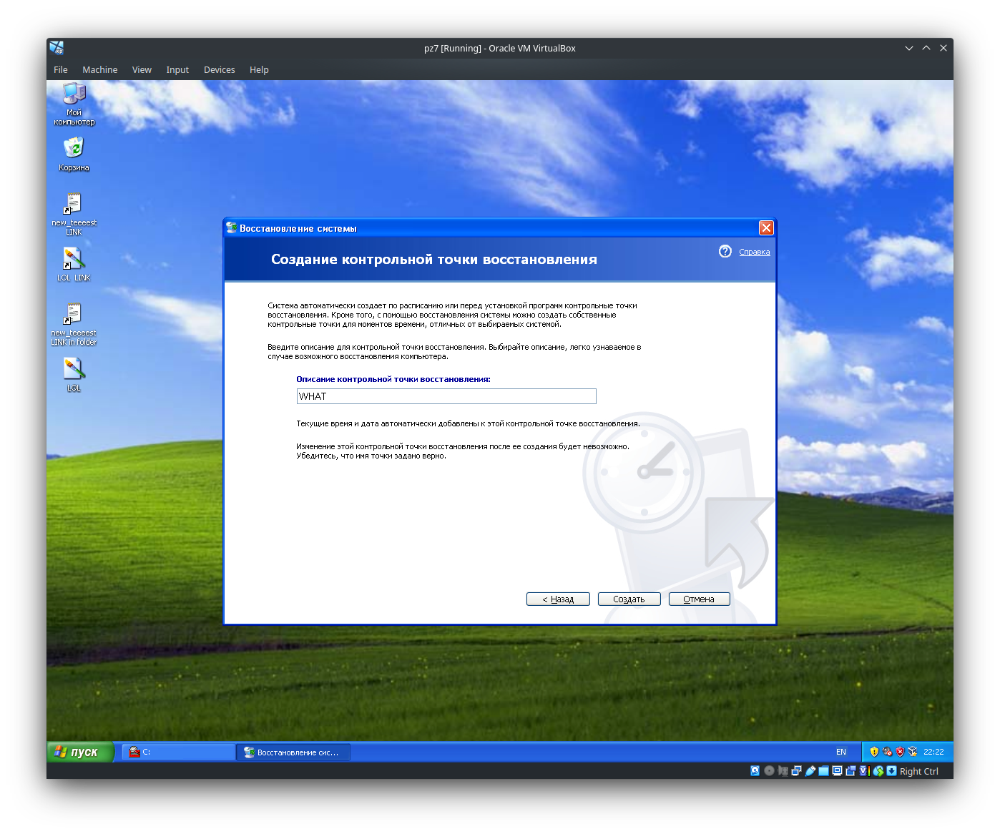 pz7 [Running] - Oracle VM VirtualBox
File Machine View Input Devices Help
Мой
компьютер
Корзина
new_teeeest
LINK
LOL LINK
new_teeeest
LINK in folder
LOL
Восстановление системы
Создание контрольной точки восстановления
Справка
Система автоматически создает по расписанию или перед установкой программ контрольные точки
восстановления. Кроме того, с помощью восстановления системы можно создать собственные
контрольные точки для моментов времени, отличных от выбираемых системой.
Введите описание для контрольной точки восстановления. Выбирайте описание, легко узнаваемое в
случае возможного восстановления компьютера.
Описание контрольной точки восстановления:
WHAT
Текущие время и дата автоматически добавлены к этой контрольной точке восстановления.
Изменение этой контрольной точки восстановления после ее создания будет невозможно.
Убедитесь, что имя точки задано верно.
< Назад Создать Отмена
пуск C: Восстановление сис... EN 22:22
Right Ctrl